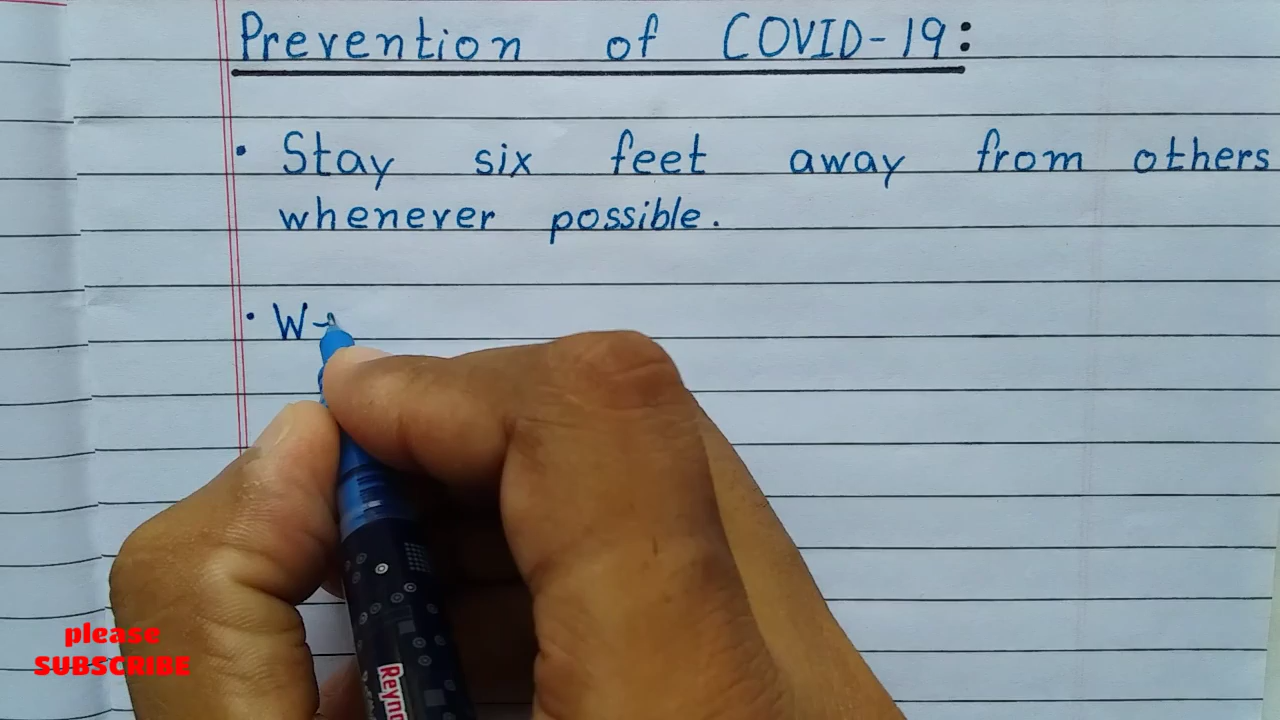 Prevention of COVID-19:
• Stay six feet away from others
whenever possible.
• W
please
SUBSCRIBE